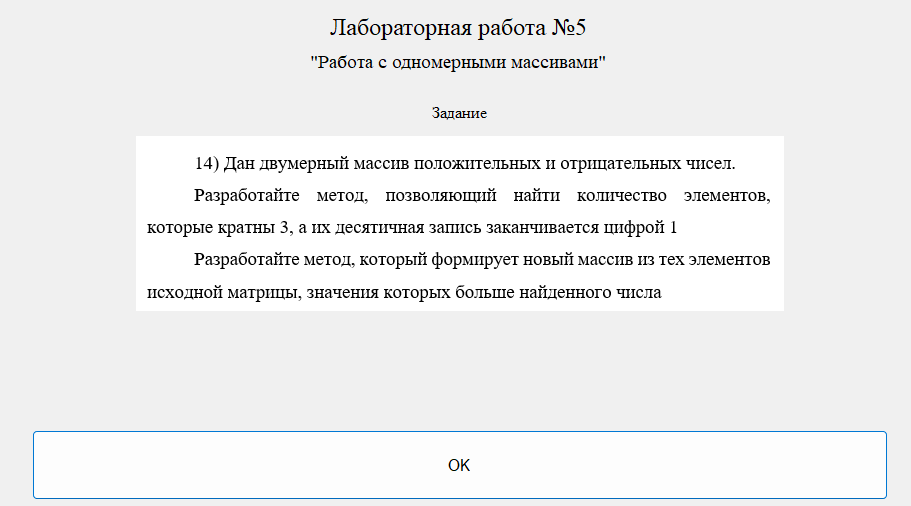 Лабораторная работа №5
"Работа с одномерными массивами"
Задание
14) Дан двумерный массив положительных и отрицательных чисел.
Разработайте метод, позволяющий найти количество элементов,
которые кратны 3, а их десятичная запись заканчивается цифрой 1
Разработайте метод, который формирует новый массив из тех элементов
исходной матрицы, значения которых больше найденного числа
OK